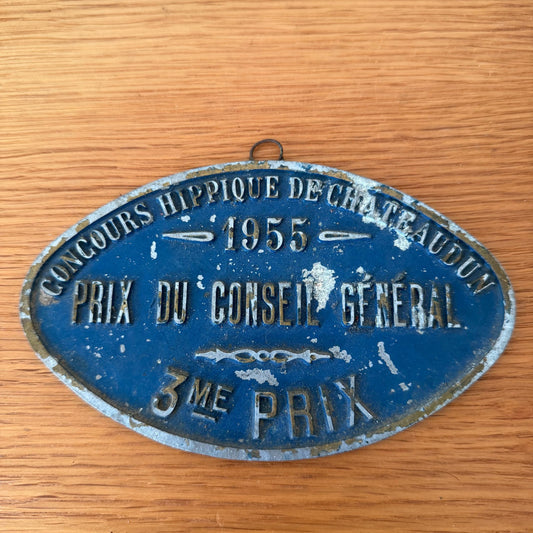 CONCOURS HIPPIQUE DE CHATEAUDUN
1955
PRIX DU CONSEIL GÉNÉRAL
3ME PRIX